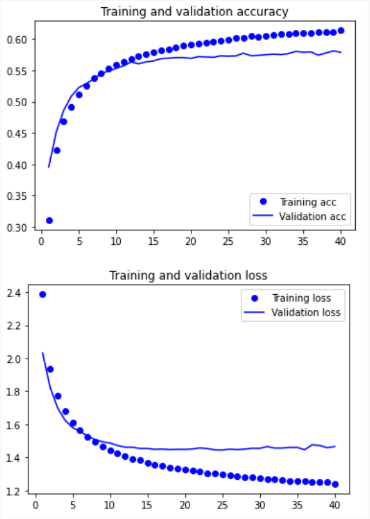 Training and validation accuracy
0.60
0.55
0.50
0.45
0.40
0.35
0.30
Training acc
Validation acc
0 5 10 15 20 25 30 35 40
Training and validation loss
2.4
Training loss
Validation loss
2.2
2.0
1.8
1.6
1.4
1.2
0 5 10 15 20 25 30 35 40